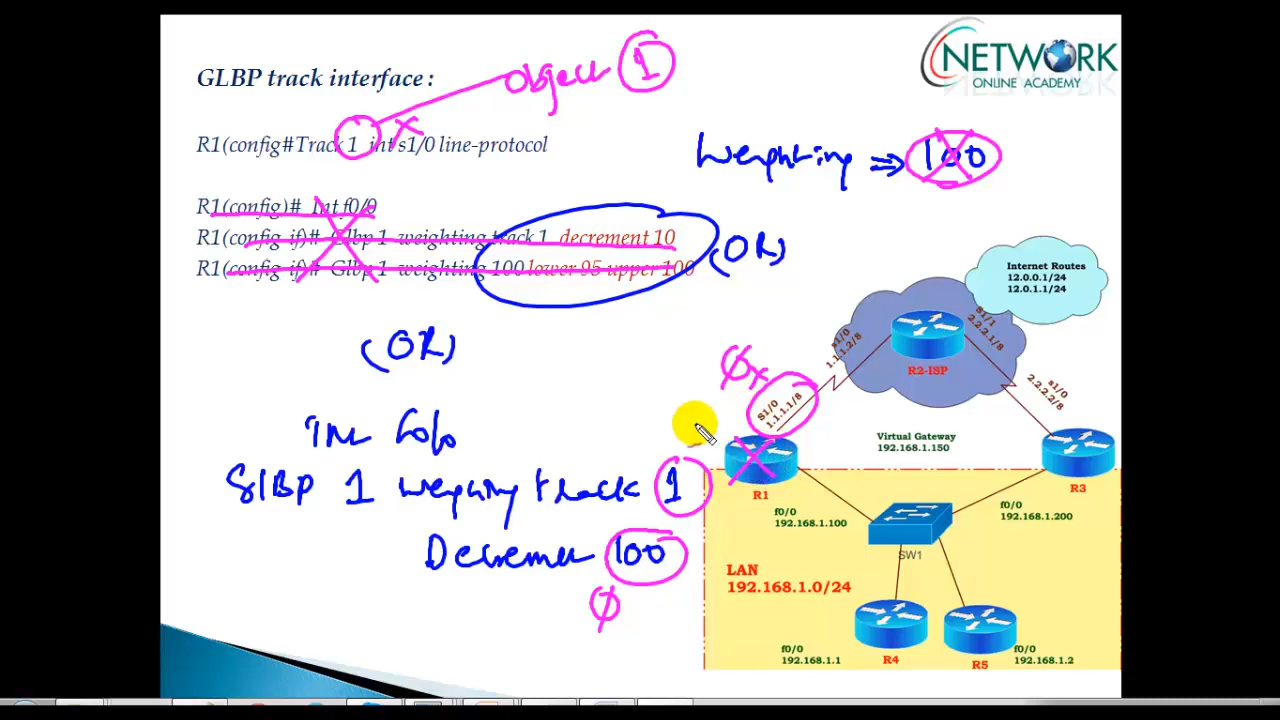 GLBP track interface :
object 1
NETWORK
ONLINE ACADEMY
R1(config#Track 1 int s1/0 line-protocol
Weighting ⇒ 100
R1(config)# Int f0/0
R1(config-if)# Glbp 1 weighting track 1 decrement 10
R1(config-if)# Glbp 1 weighting 100 lower 95 upper 100
(OR)
(OR)
Int fo/o
GlBP 1 weighting track 1
Decrement 100
0
0
Internet Routes
12.0.0.1/24
12.0.1.1/24
s1/0
1.1.1.2/8
S1/1
2.2.2.1/8
R2-ISP
S1/0
1.1.1.1/8
s1/0
2.2.2.2/8
Virtual Gateway
192.168.1.150
R1
R3
f0/0
192.168.1.100
f0/0
192.168.1.200
SW1
LAN
192.168.1.0/24
R4
R5
f0/0
192.168.1.1
f0/0
192.168.1.2